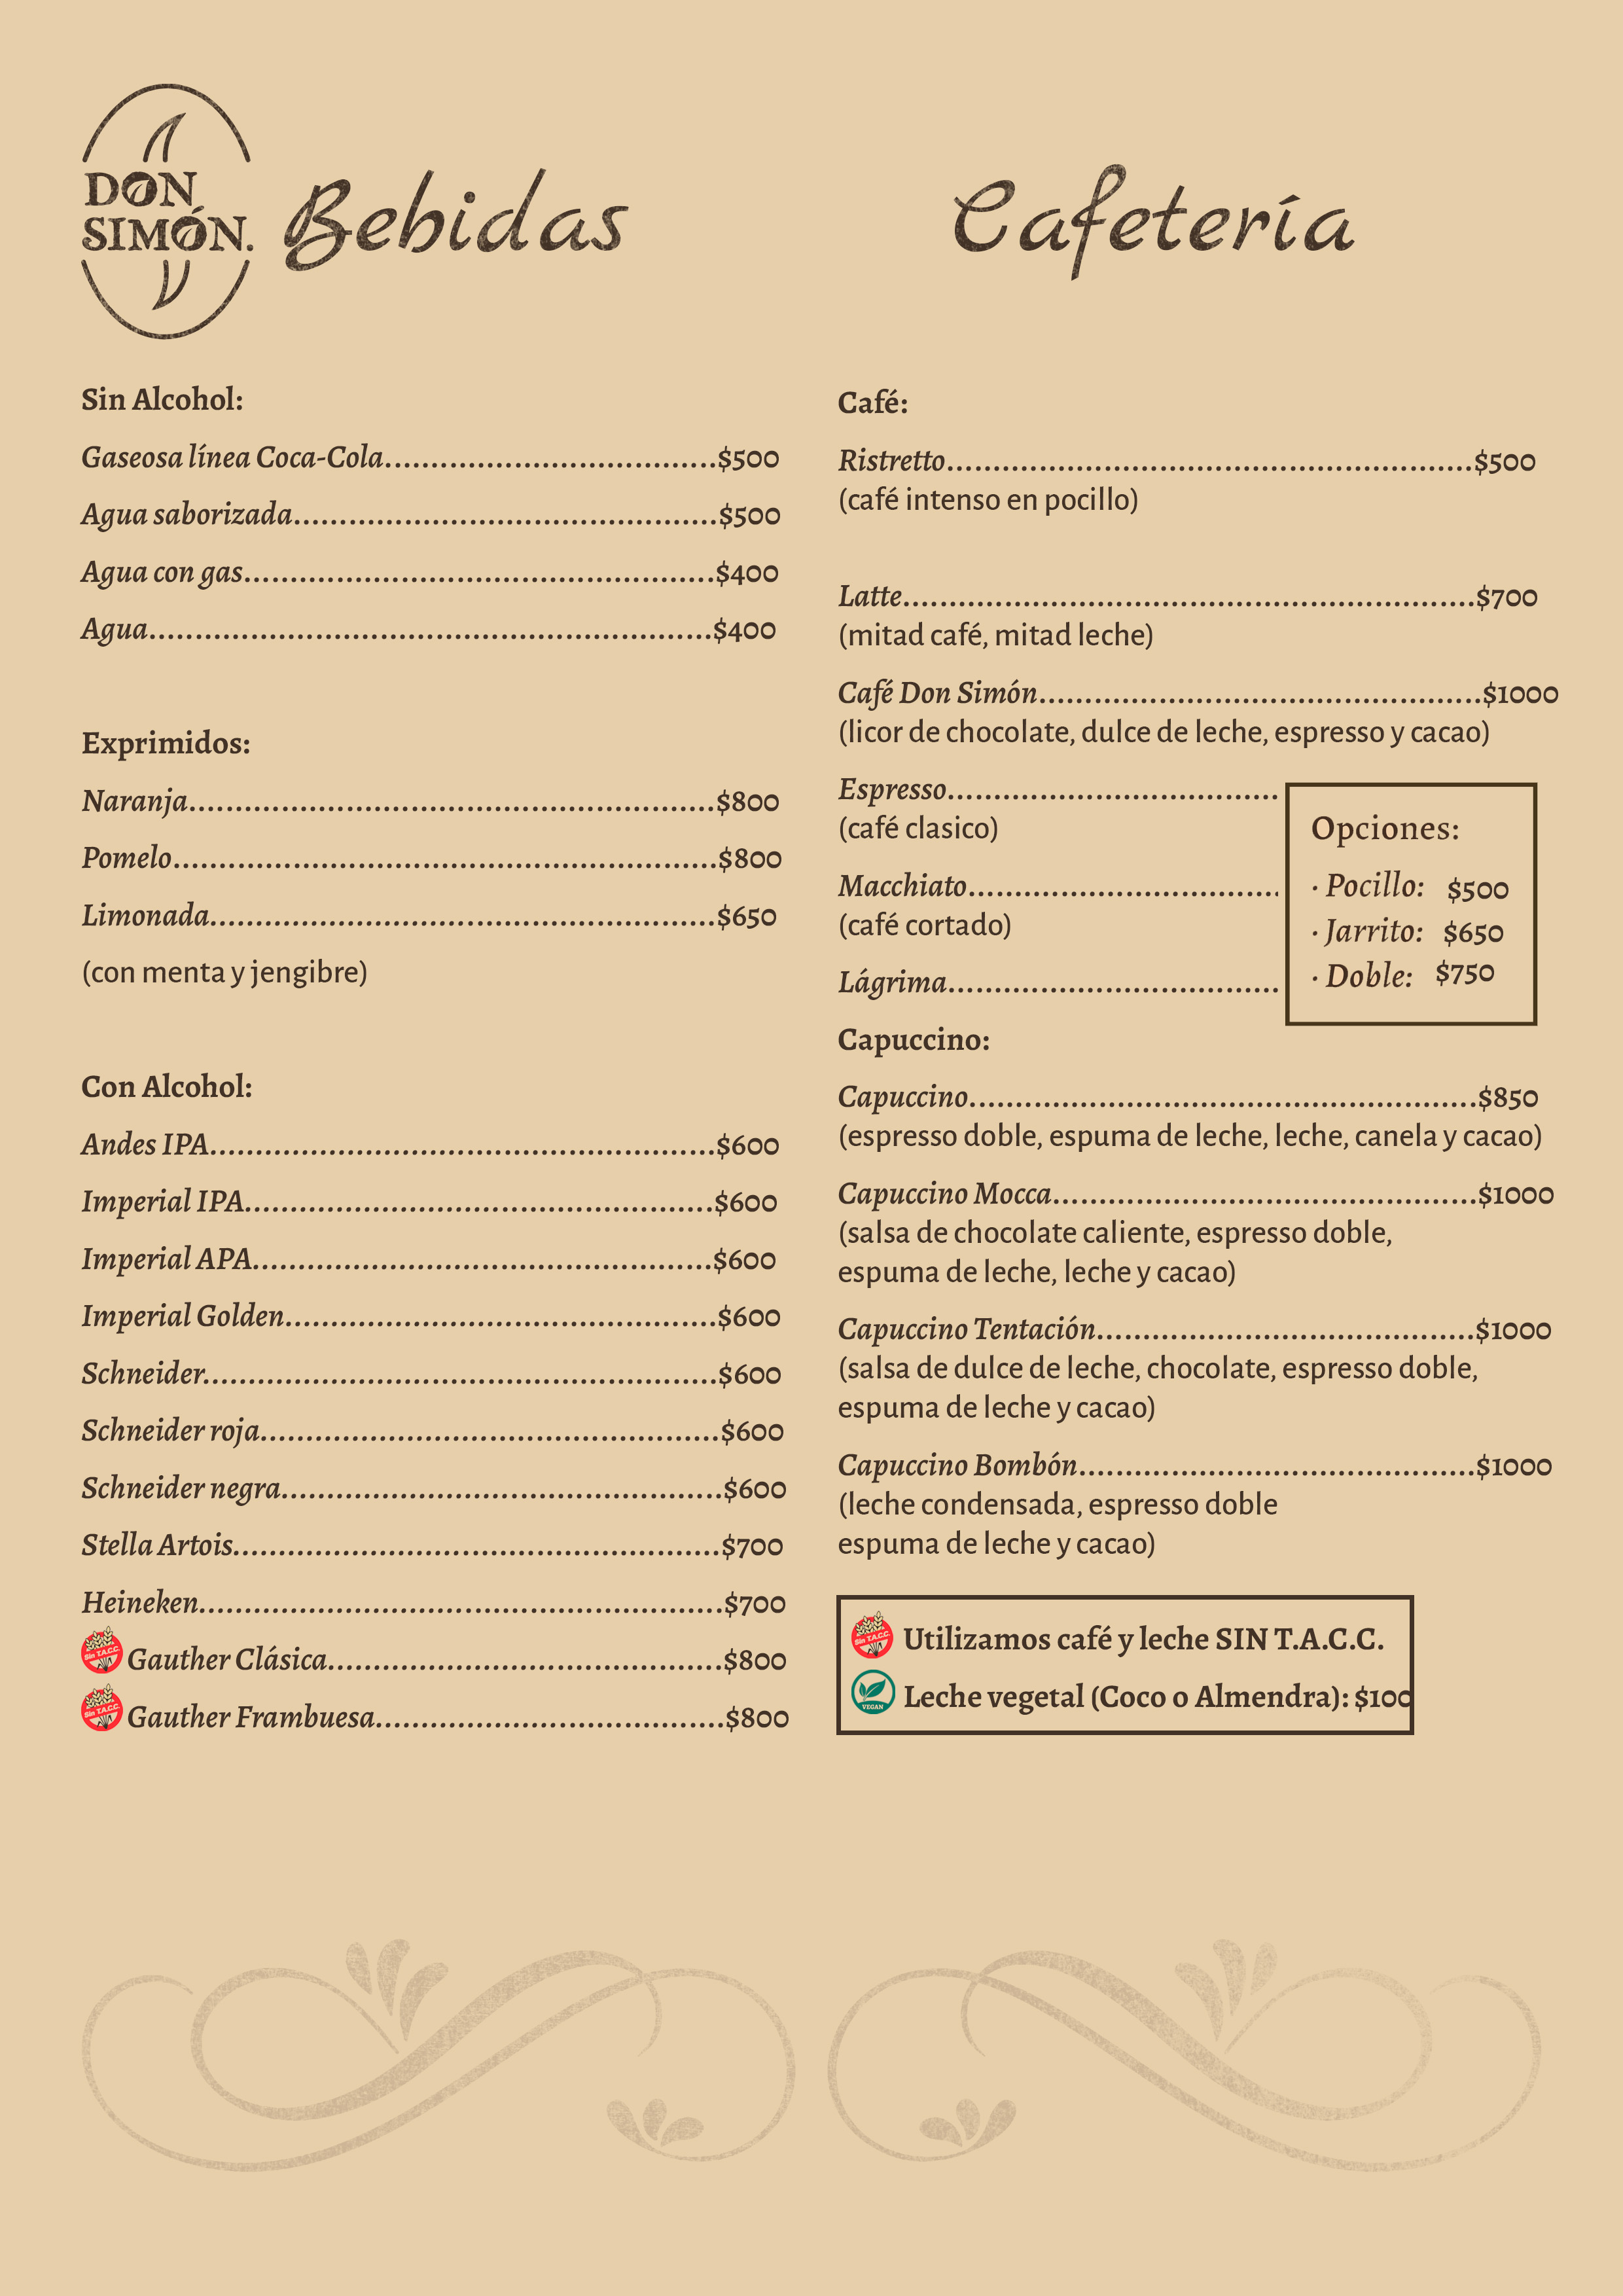 DON
SIMÓN.
Bebidas
Sin Alcohol:
Gaseosa línea Coca-Cola....................................$500
Agua saborizada..............................................$500
Agua con gas...................................................$400
Agua.............................................................$400
Exprimidos:
Naranja.........................................................$800
Pomelo...........................................................$800
Limonada.......................................................$650
(con menta y jengibre)
Con Alcohol:
Andes IPA.......................................................$600
Imperial IPA...................................................$600
Imperial APA..................................................$600
Imperial Golden...............................................$600
Schneider........................................................$600
Schneider roja..................................................$600
Schneider negra................................................$600
Stella Artois.....................................................$700
Heineken.........................................................$700
Sin T.A.C.C. Gauther Clásica...........................................$800
Sin T.A.C.C. Gauther Frambuesa......................................$800
Cafetería
Café:
Ristretto.........................................................$500
(café intenso en pocillo)
Latte..............................................................$700
(mitad café, mitad leche)
Café Don Simón................................................$1000
(licor de chocolate, dulce de leche, espresso y cacao)
Espresso....................................
(café clasico)
Macchiato..................................
(café cortado)
Lágrima....................................
Opciones:
· Pocillo: $500
· Jarrito: $650
· Doble: $750
Capuccino:
Capuccino.......................................................$850
(espresso doble, espuma de leche, leche, canela y cacao)
Capuccino Mocca..............................................$1000
(salsa de chocolate caliente, espresso doble,
espuma de leche, leche y cacao)
Capuccino Tentación.........................................$1000
(salsa de dulce de leche, chocolate, espresso doble,
espuma de leche y cacao)
Capuccino Bombón...........................................$1000
(leche condensada, espresso doble
espuma de leche y cacao)
Sin T.A.C.C. Utilizamos café y leche SIN T.A.C.C.
VEGAN Leche vegetal (Coco o Almendra): $100